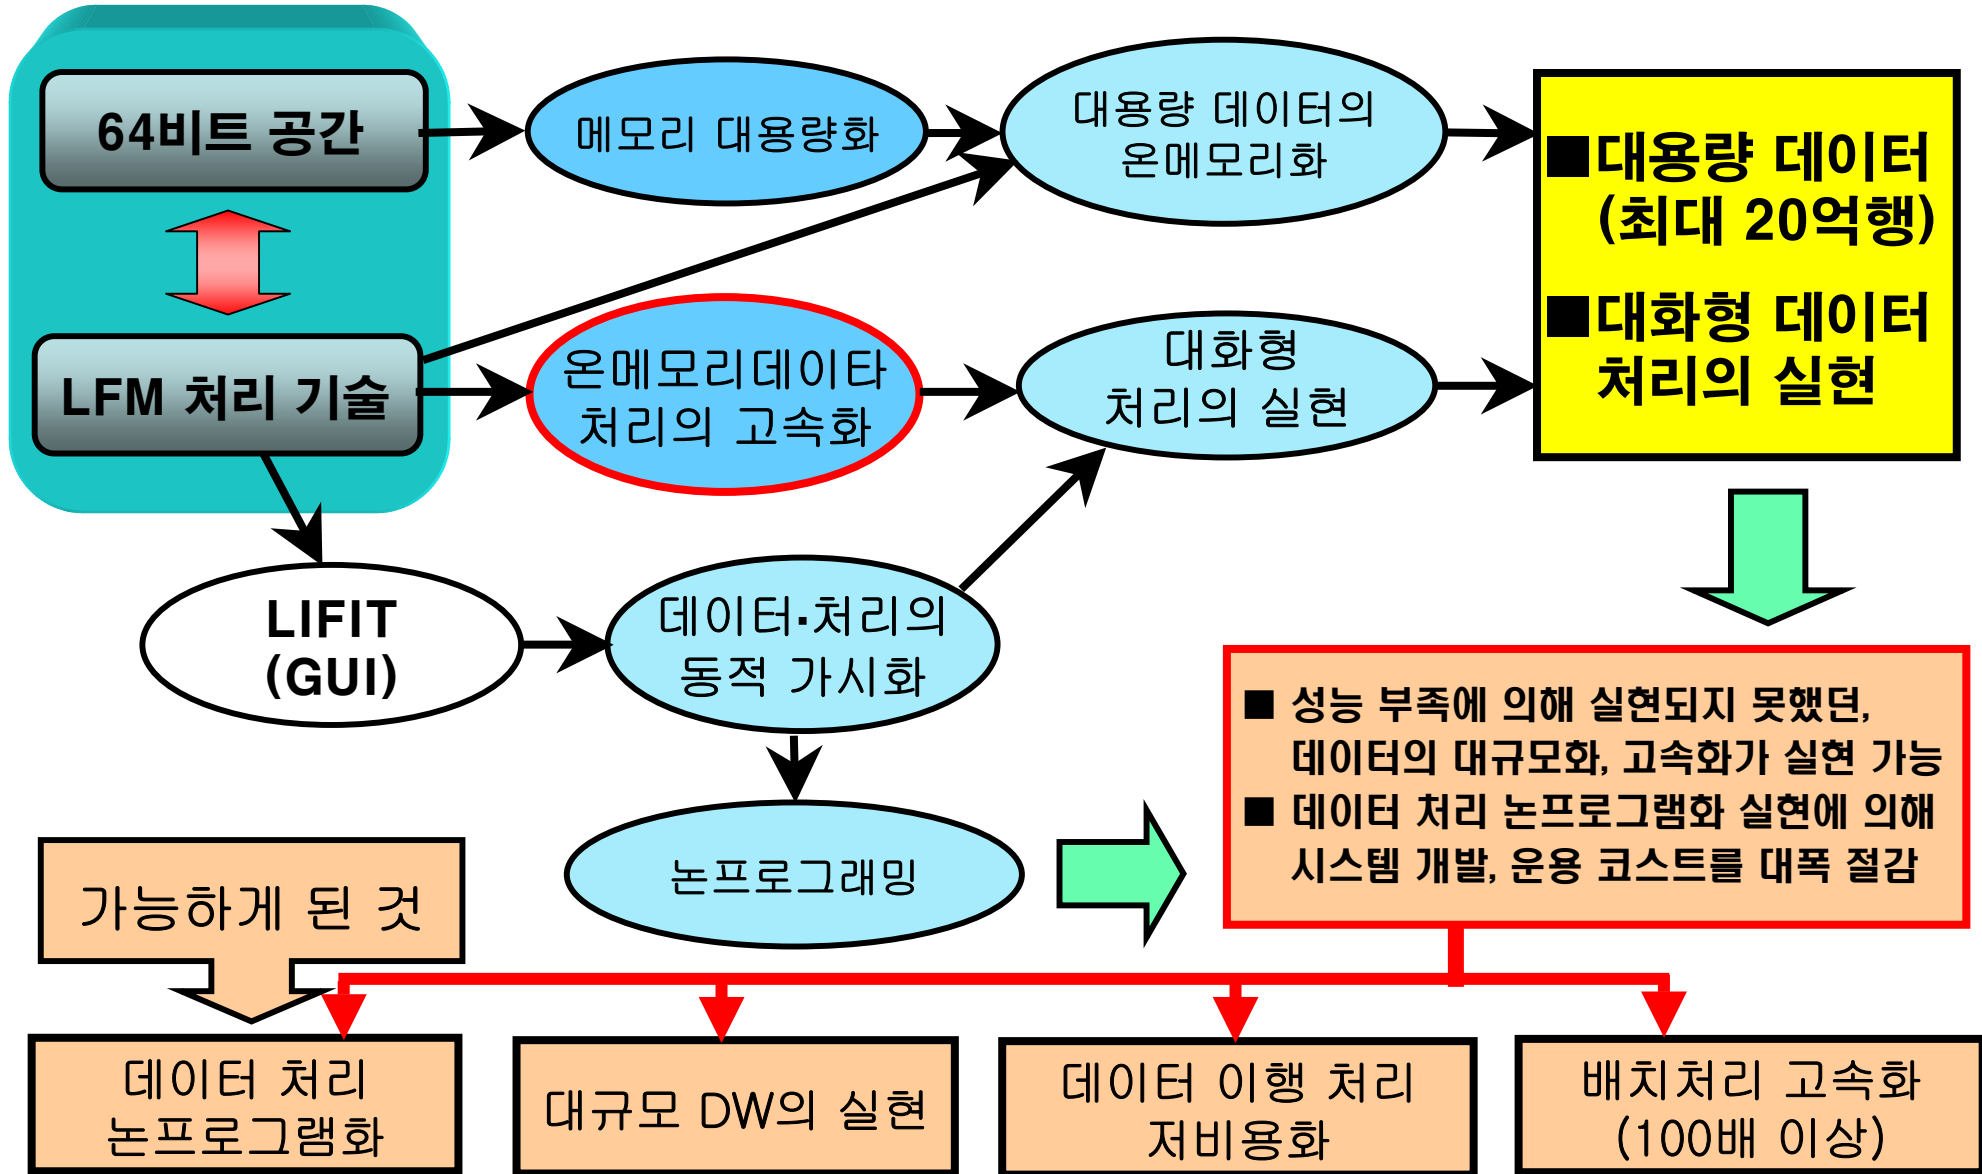 64비트 공간
메모리 대용량화
대용량 데이터의
온메모리화
■대용량 데이터
(최대 20억행)
■대화형 데이터
처리의 실현
LFM 처리 기술
온메모리데이타
처리의 고속화
대화형
처리의 실현
LIFIT
(GUI)
데이터·처리의
동적 가시화
논프로그래밍
■ 성능 부족에 의해 실현되지 못했던,
데이터의 대규모화, 고속화가 실현 가능
■ 데이터 처리 논프로그램화 실현에 의해
시스템 개발, 운용 코스트를 대폭 절감
가능하게 된 것
데이터 처리
논프로그램화
대규모 DW의 실현
데이터 이행 처리
저비용화
배치처리 고속화
(100배 이상)